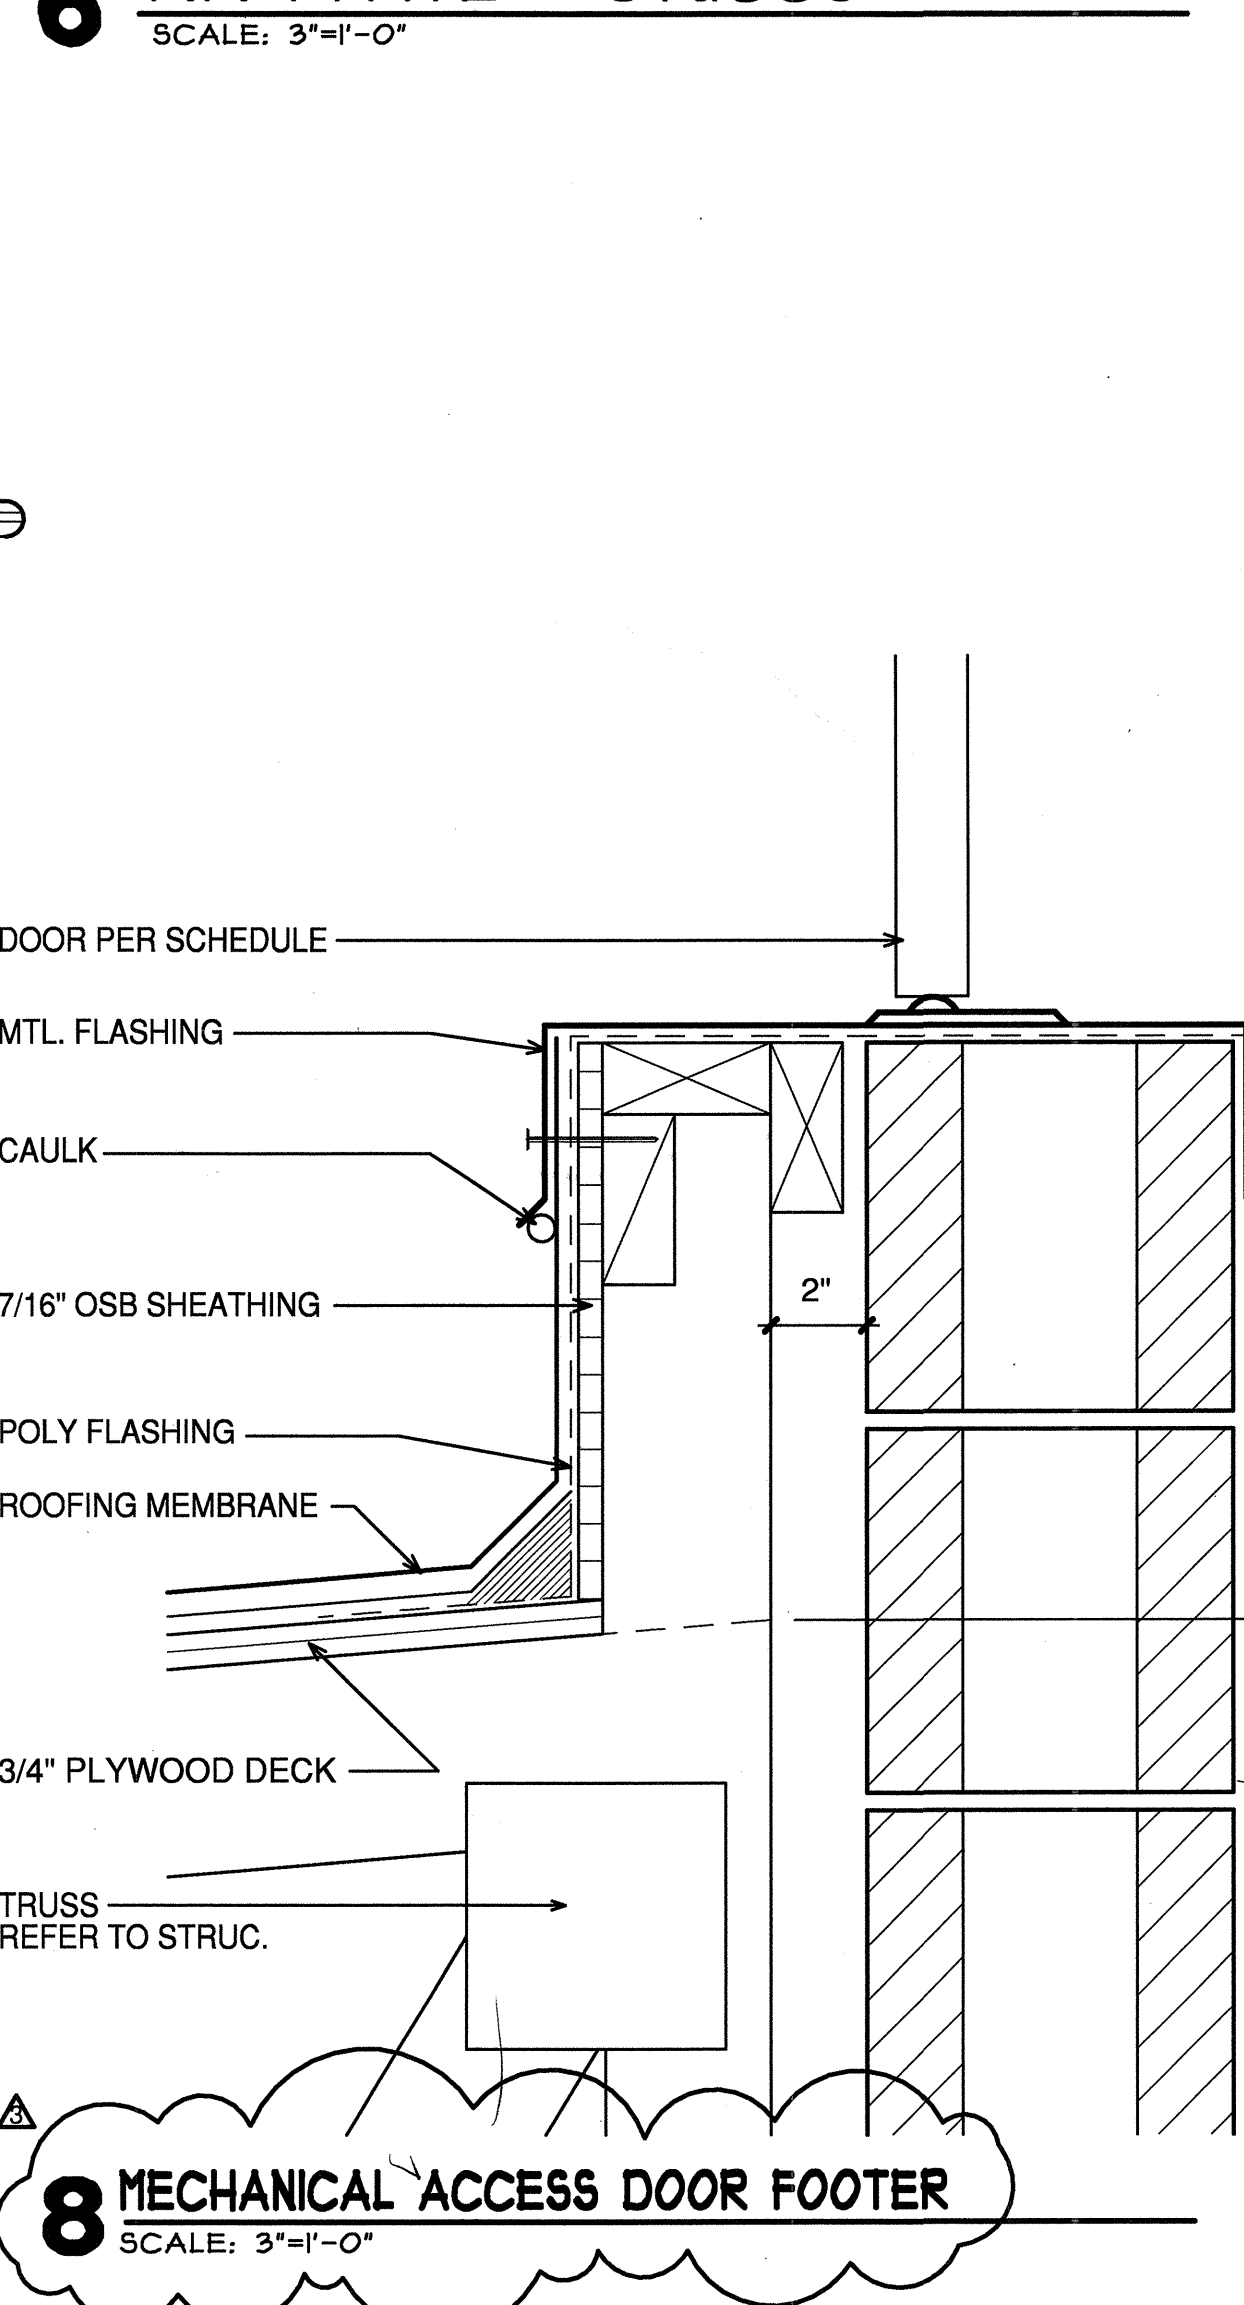 6
SCALE: 3"=1'-0"
DOOR PER SCHEDULE
MTL. FLASHING
CAULK
7/16" OSB SHEATHING
2"
POLY FLASHING
ROOFING MEMBRANE
3/4" PLYWOOD DECK
TRUSS
REFER TO STRUC.
3
8 MECHANICAL ACCESS DOOR FOOTER
SCALE: 3"=1'-0"